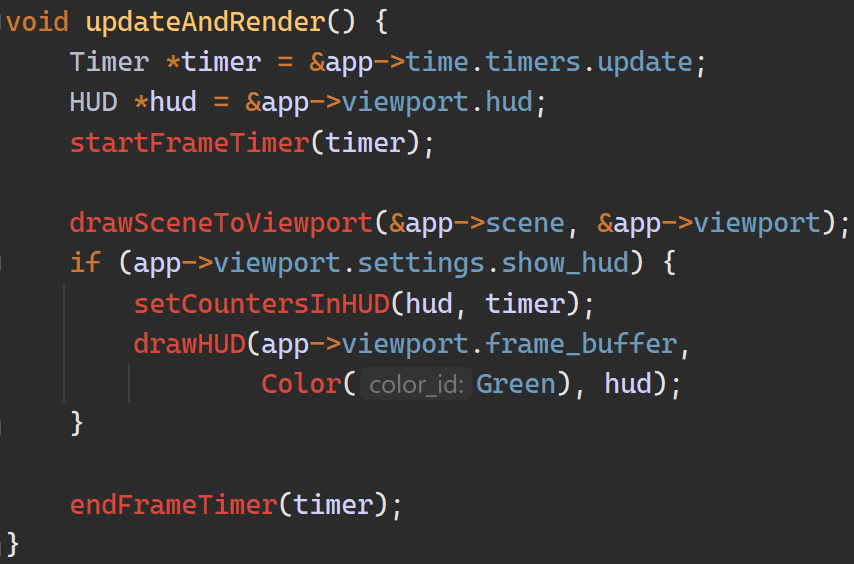 void updateAndRender() {
    Timer *timer = &app->time.timers.update;
    HUD *hud = &app->viewport.hud;
    startFrameTimer(timer);

    drawSceneToViewport(&app->scene, &app->viewport);
    if (app->viewport.settings.show_hud) {
        setCountersInHUD(hud, timer);
        drawHUD(app->viewport.frame_buffer,
                Color( color_id: Green), hud);
    }

    endFrameTimer(timer);
}